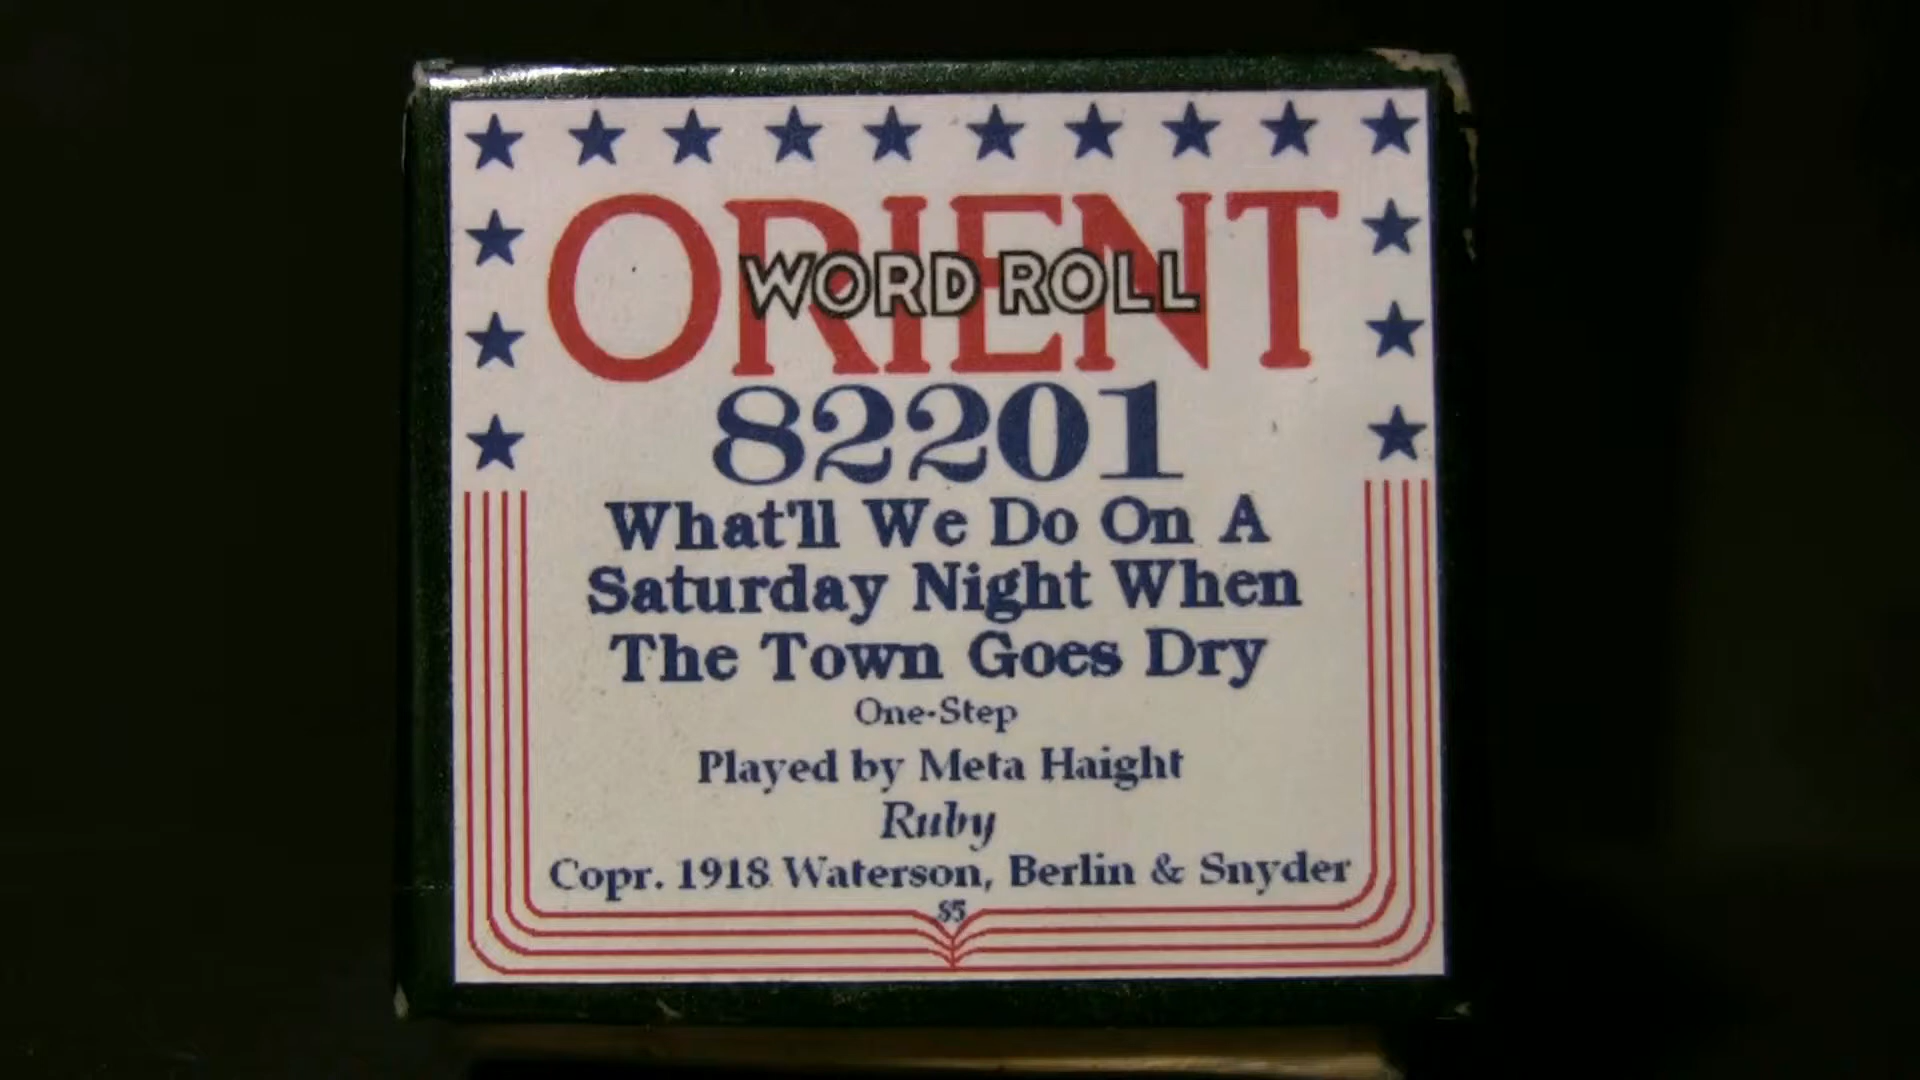 ORIENT
WORD ROLL
82201
What'll We Do On A
Saturday Night When
The Town Goes Dry
One-Step
Played by Meta Haight
Ruby
Copr. 1918 Waterson, Berlin & Snyder
$5